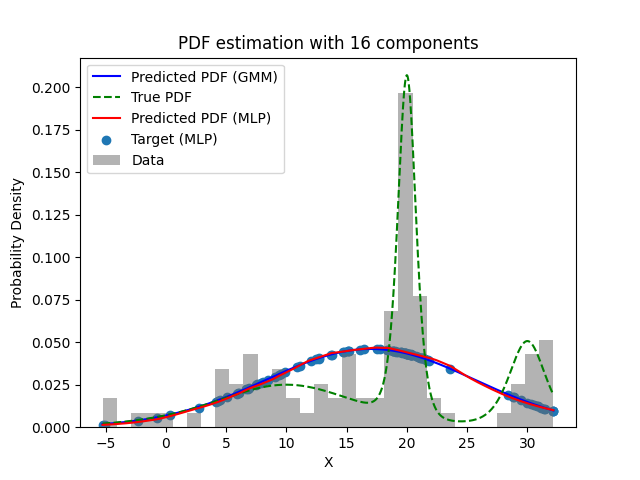 PDF estimation with 16 components
Predicted PDF (GMM)
True PDF
Predicted PDF (MLP)
Target (MLP)
Data
Probability Density
0.200
0.175
0.150
0.125
0.100
0.075
0.050
0.025
0.000
−5
0
5
10
15
20
25
30
X